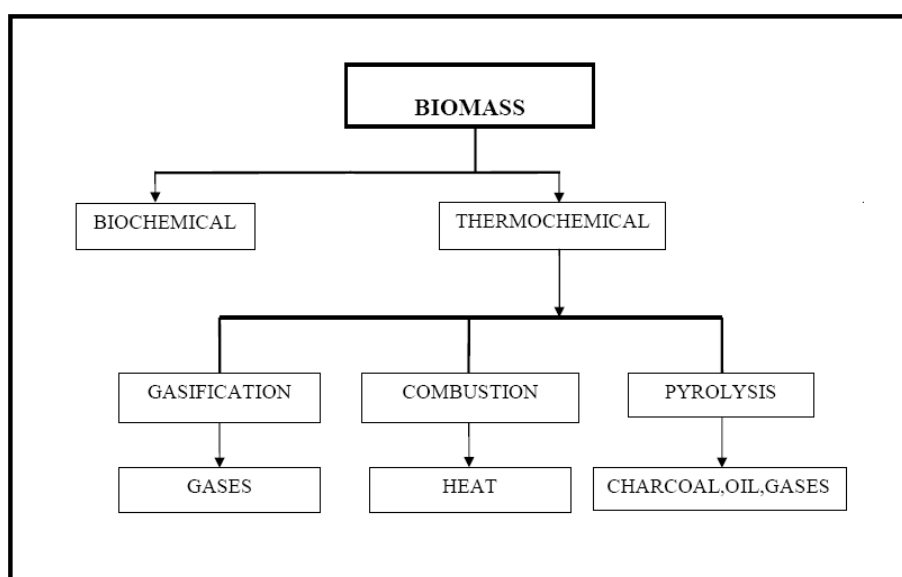 BIOMASS
BIOCHEMICAL
THERMOCHEMICAL
GASIFICATION
COMBUSTION
PYROLYSIS
GASES
HEAT
CHARCOAL,OIL,GASES